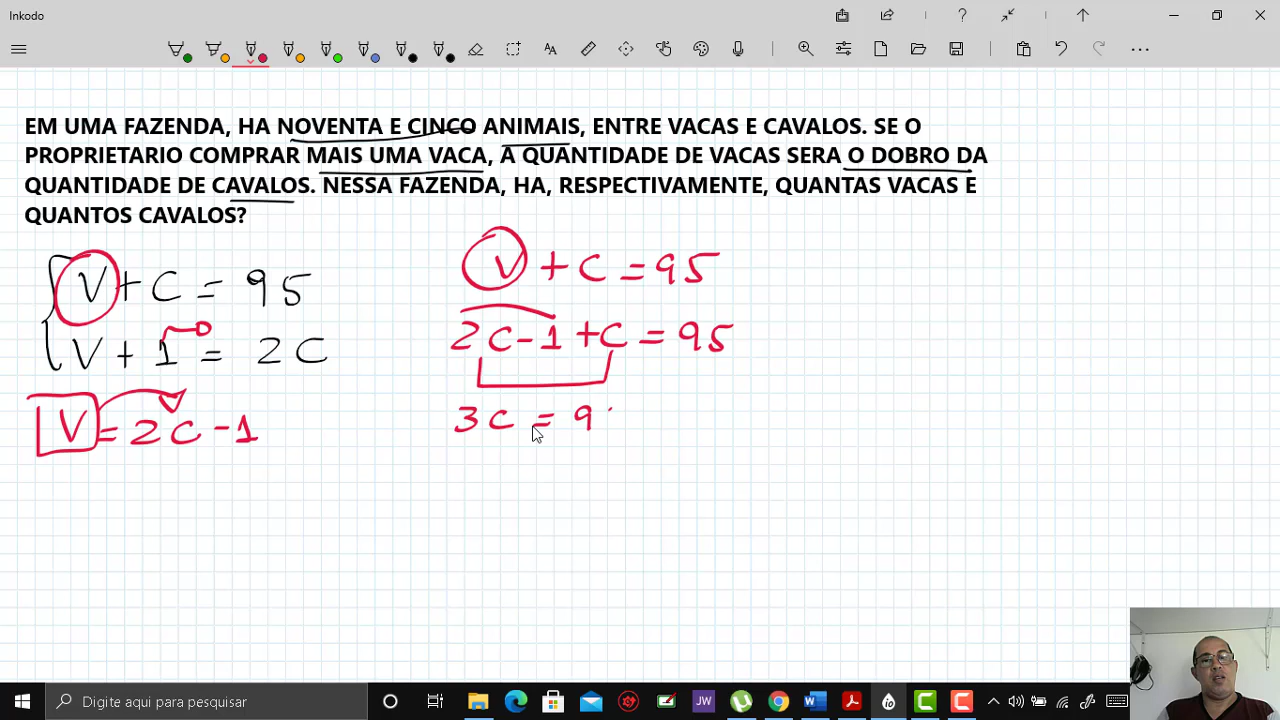 Inkodo
EM UMA FAZENDA, HA NOVENTA E CINCO ANIMAIS, ENTRE VACAS E CAVALOS. SE O
PROPRIETARIO COMPRAR MAIS UMA VACA, A QUANTIDADE DE VACAS SERA O DOBRO DA
QUANTIDADE DE CAVALOS. NESSA FAZENDA, HA, RESPECTIVAMENTE, QUANTAS VACAS E
QUANTOS CAVALOS?
V + C = 95
V + 1 = 2C
V = 2C - 1
V + C = 95
2C - 1 + C = 95
3C = 9
Digite aqui para pesquisar
JW